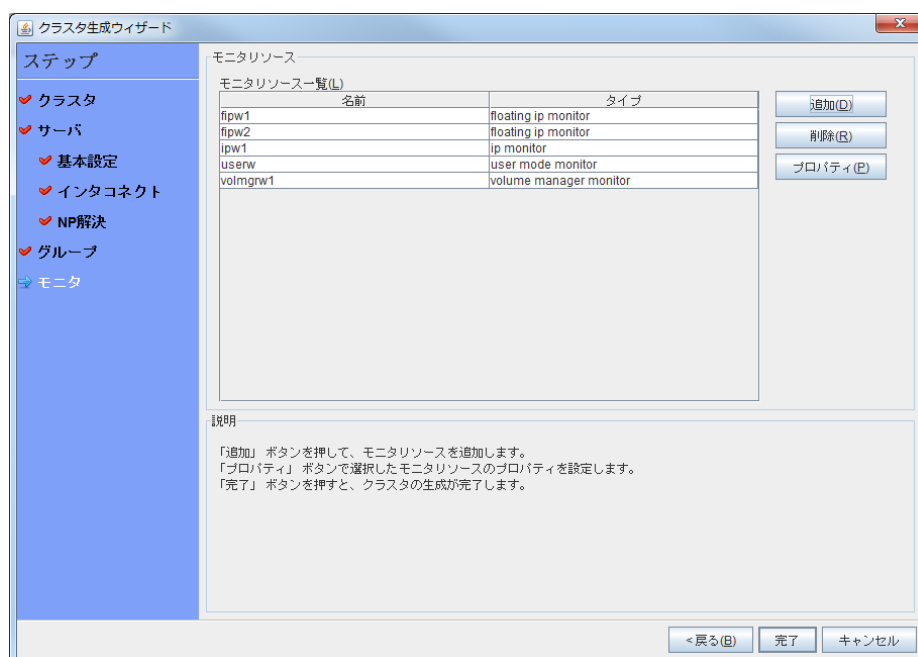 クラスタ生成ウィザード
ステップ
クラスタ
サーバ
基本設定
インタコネクト
NP解決
グループ
モニタ
モニタリソース
モニタリソース一覧(L)
名前 タイプ
fipw1 floating ip monitor
fipw2 floating ip monitor
ipw1 ip monitor
userw user mode monitor
volmgrw1 volume manager monitor
追加(D)
削除(R)
プロパティ(P)
説明
「追加」 ボタンを押して、モニタリソースを追加します。
「プロパティ」 ボタンで選択したモニタリソースのプロパティを設定します。
「完了」 ボタンを押すと、クラスタの生成が完了します。
<戻る(B) 完了 キャンセル